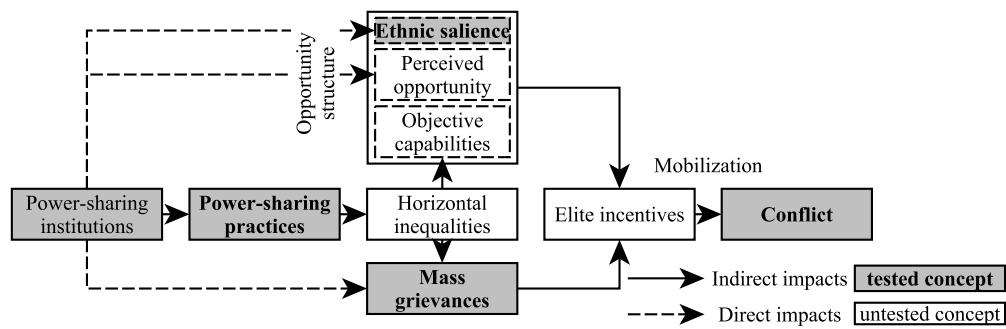 Ethnic salience
Perceived
opportunity
Objective
capabilities
Opportunity
structure
Mobilization
Power-sharing
institutions
Power-sharing
practices
Horizontal
inequalities
Elite incentives
Conflict
Mass
grievances
Indirect impacts
tested concept
Direct impacts
untested concept